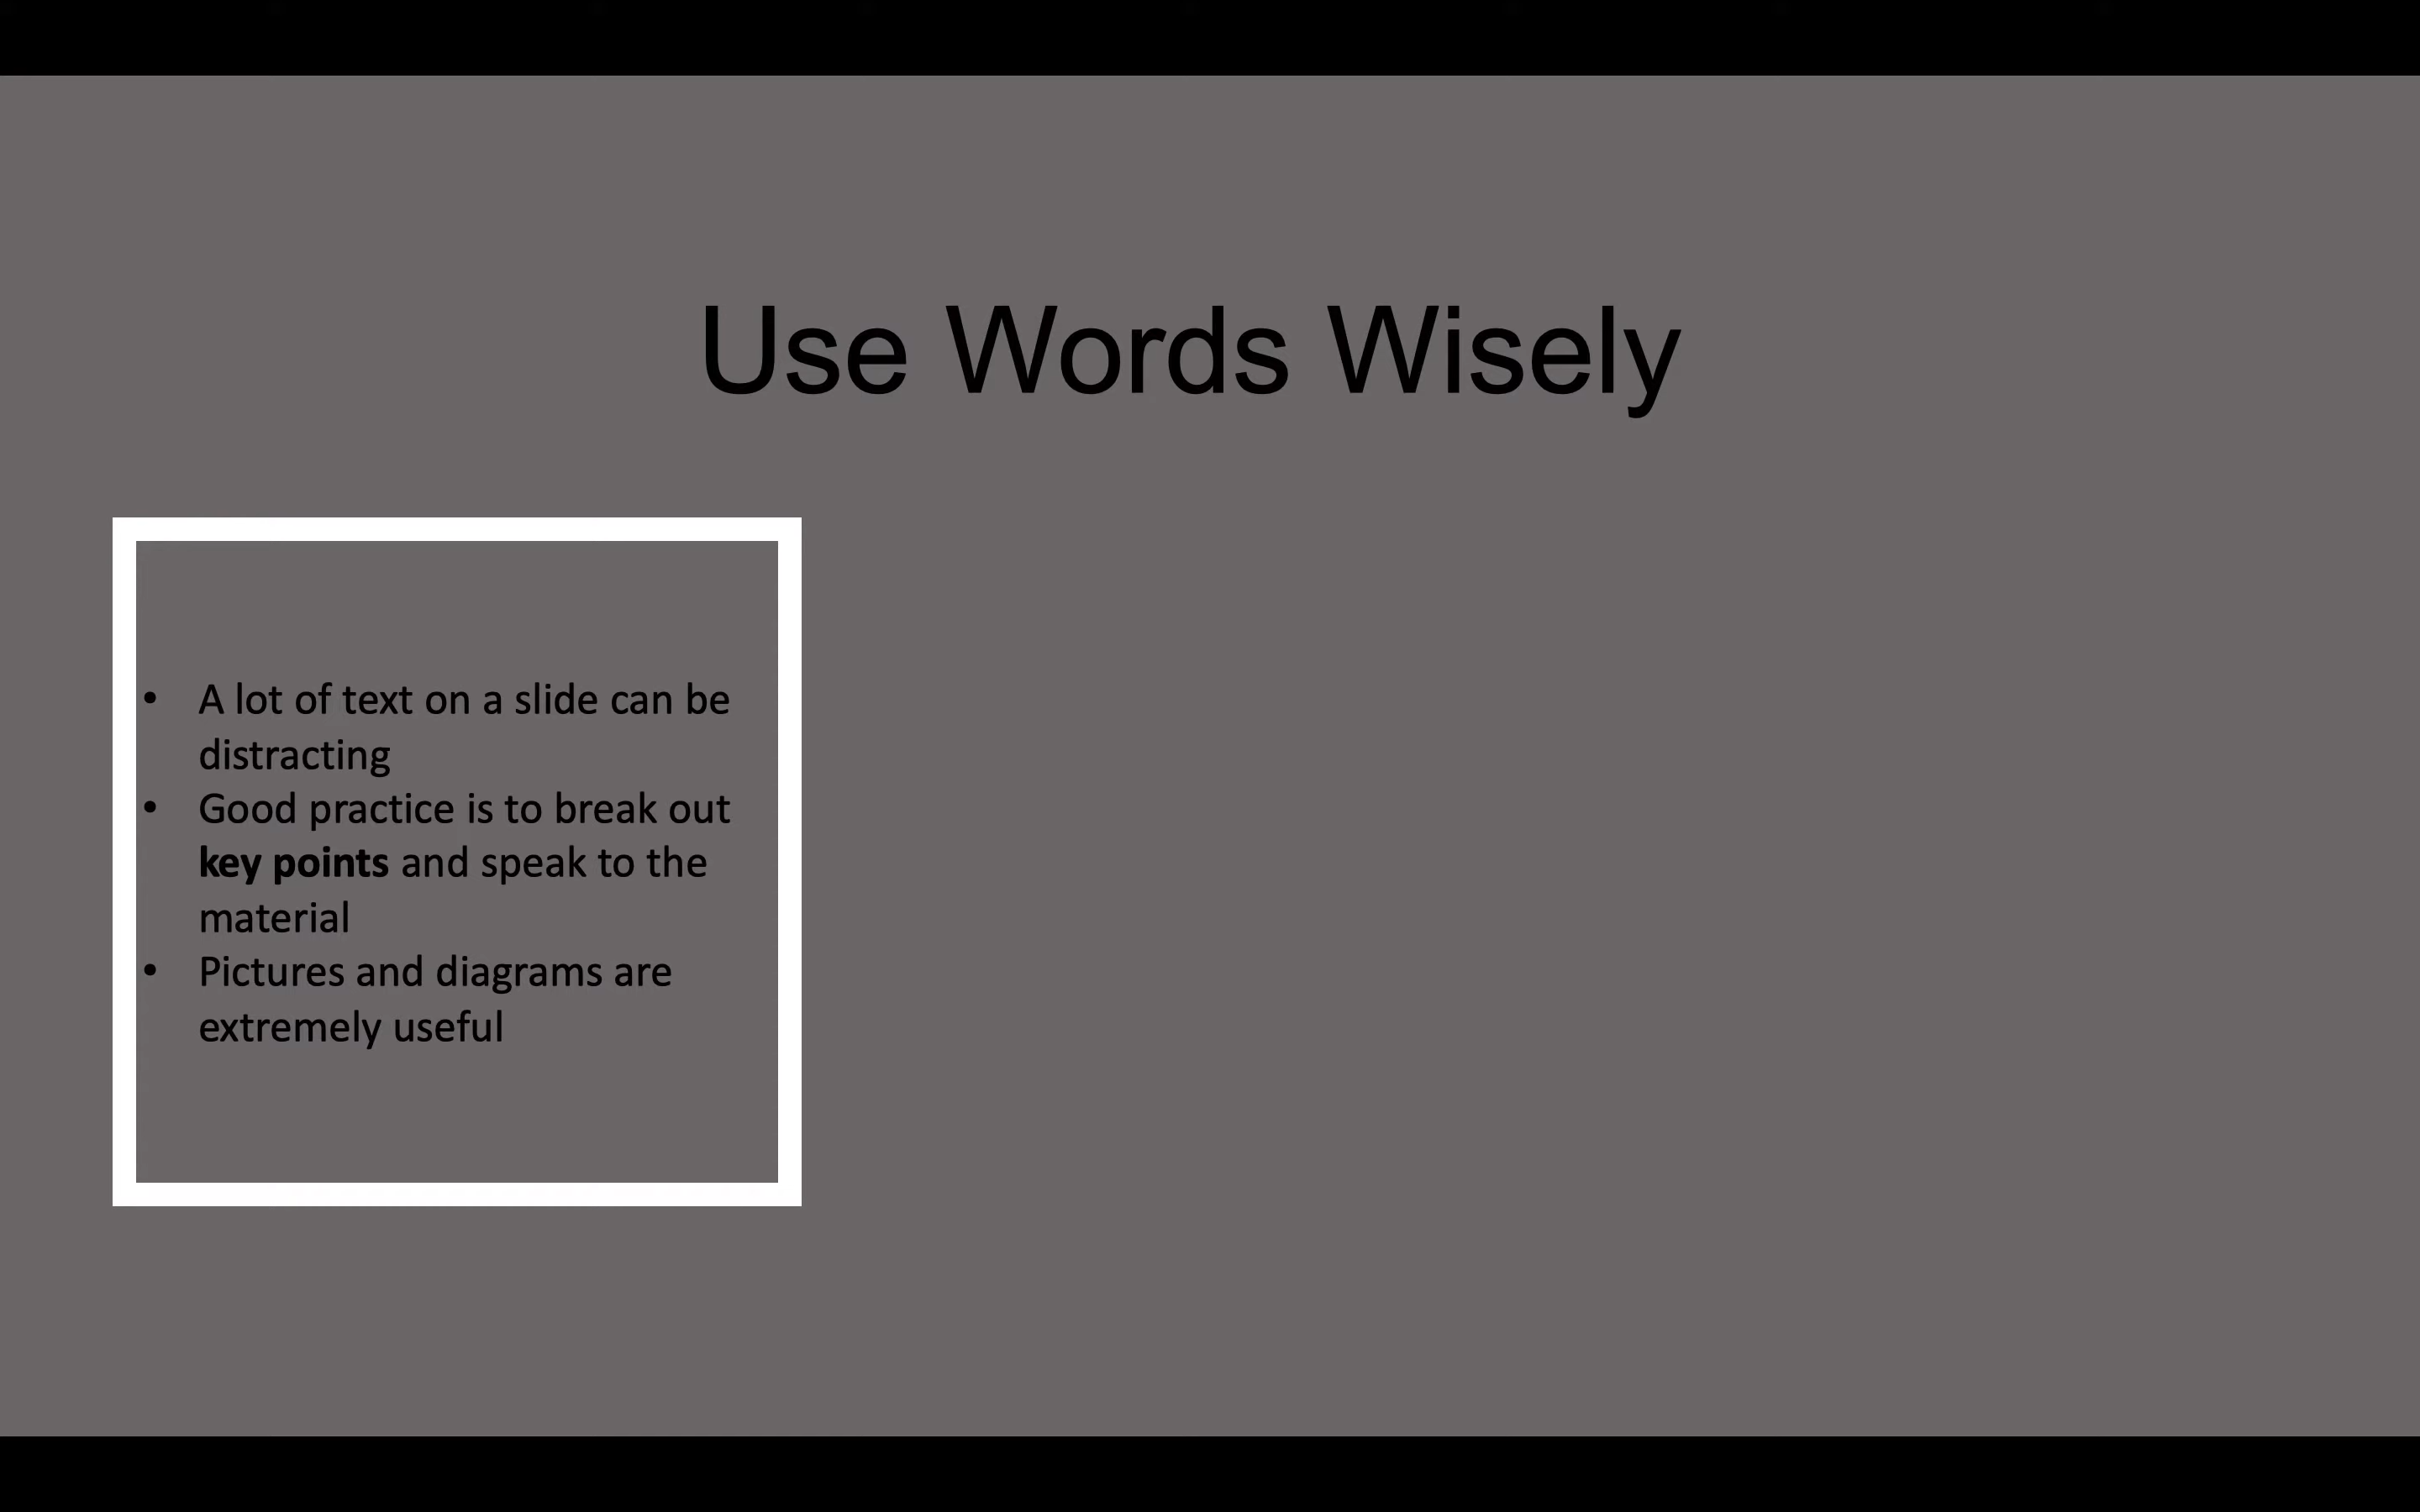 Use Words Wisely
• A lot of text on a slide can be
distracting
• Good practice is to break out
key points and speak to the
material
• Pictures and diagrams are
extremely useful